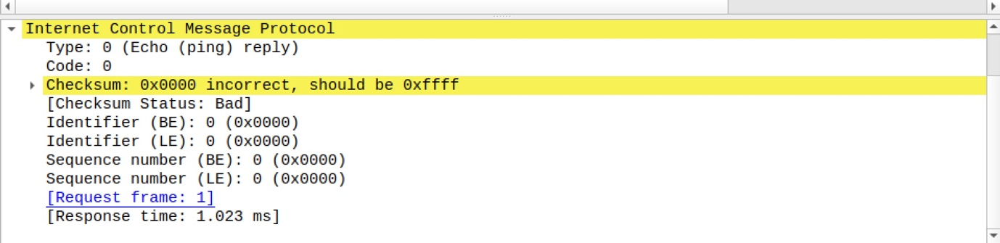 Internet Control Message Protocol
Type: 0 (Echo (ping) reply)
Code: 0
Checksum: 0x0000 incorrect, should be 0xffff
[Checksum Status: Bad]
Identifier (BE): 0 (0x0000)
Identifier (LE): 0 (0x0000)
Sequence number (BE): 0 (0x0000)
Sequence number (LE): 0 (0x0000)
[Request frame: 1]
[Response time: 1.023 ms]